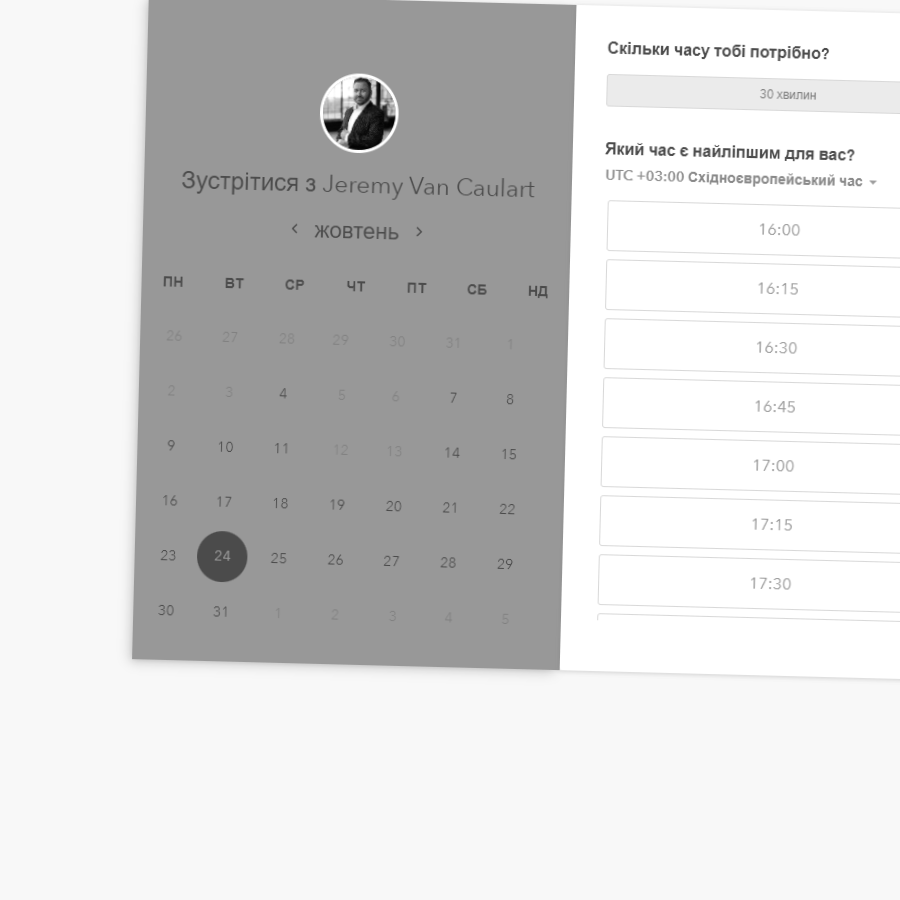 Зустрітися з Jeremy Van Caulart
‹ жовтень ›
ПН ВТ СР ЧТ ПТ СБ НД
26 27 28 29 30 31 1
2 3 4 5 6 7 8
9 10 11 12 13 14 15
16 17 18 19 20 21 22
23 24 25 26 27 28 29
30 31 1 2 3 4 5
Скільки часу тобі потрібно?
30 хвилин
Який час є найліпшим для вас?
UTC +03:00 Східноєвропейський час
16:00
16:15
16:30
16:45
17:00
17:15
17:30